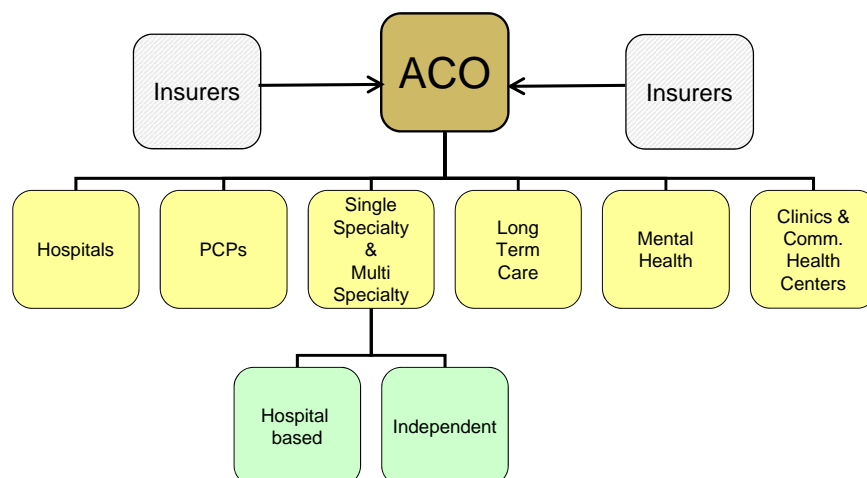 ACO
Insurers
Insurers
Hospitals
PCPs
Single
Specialty
&
Multi
Specialty
Long
Term
Care
Mental
Health
Clinics &
Comm.
Health
Centers
Hospital
based
Independent